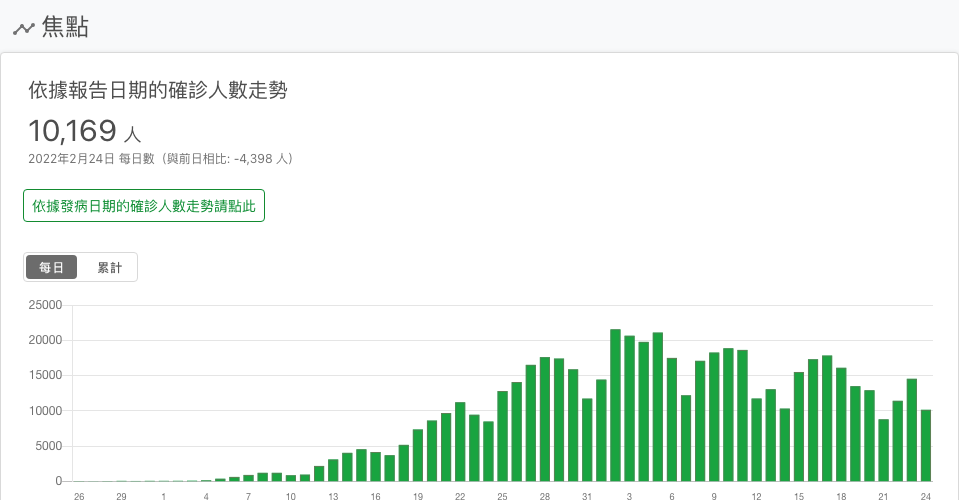 焦點
依據報告日期的確診人數走勢
10,169 人
2022年2月24日 每日數（與前日相比: -4,398 人）
依據發病日期的確診人數走勢請點此
每日 累計
25000
20000
15000
10000
5000
0
26 29 1 4 7 10 13 16 19 22 25 28 31 3 6 9 12 15 18 21 24